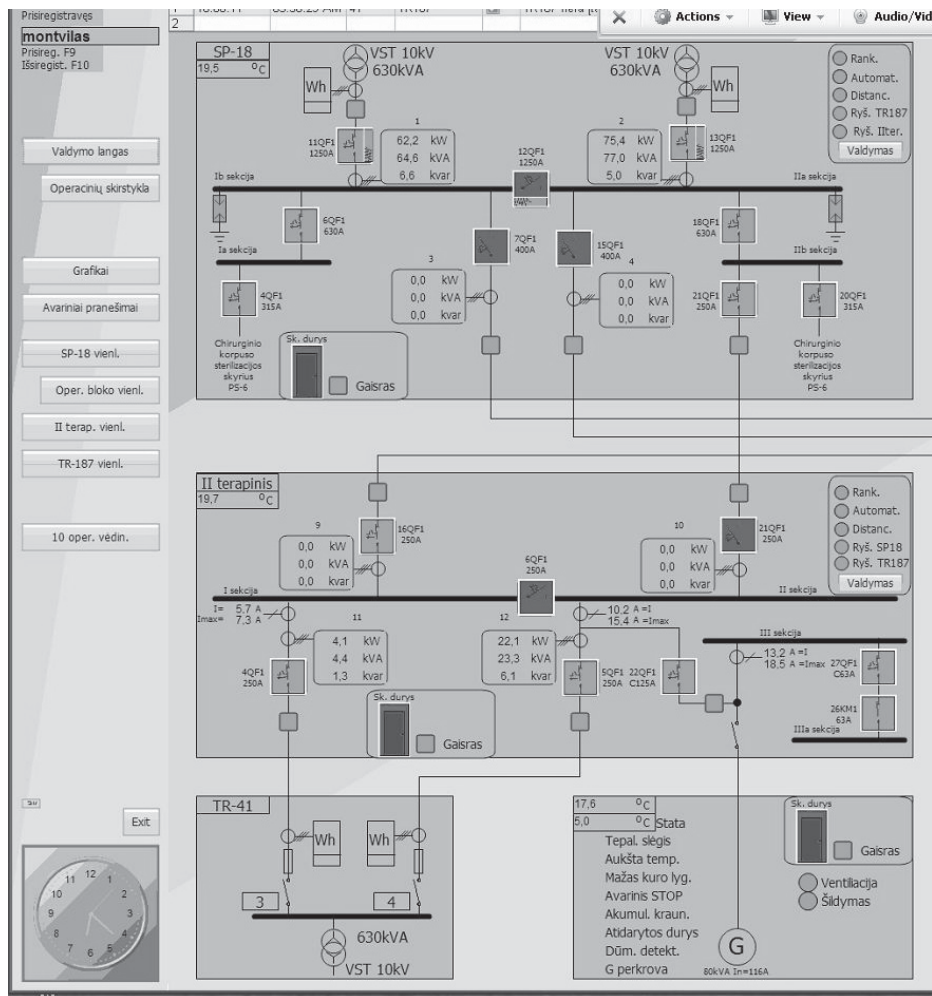 Prisiregistravęs
montvilas
Prisireg. F9
Išsiregist. F10
2
Actions
View
Valdymo langas
Operacinių skirstykla
Grafikai
Avariniai pranešimai
SP-18 vienl.
Oper. bloko vienl.
II terap. vienl.
TR-187 vienl.
10 oper. vėdin.
Exit
12
1
2
3
4
5
6
7
8
9
10
11
SP-18
19,5 °C
VST 10kV
630kVA
VST 10kV
630kVA
Wh
Wh
Rank.
Automat.
Distanc.
Ryš. TR187
Ryš. IIter.
Valdymas
1
11QF1
1250A
62,2 kW
64,6 kVA
6,6 kvar
12QF1
1250A
2
75,4 kW
77,0 kVA
5,0 kvar
13QF1
1250A
Ib sekcija
IIa sekcija
6QF1
630A
7QF1
400A
15QF1
400A
18QF1
630A
Ia sekcija
IIb sekcija
3
0,0 kW
0,0 kVA
0,0 kvar
4
0,0 kW
0,0 kVA
0,0 kvar
4QF1
315A
21QF1
250A
20QF1
315A
Chirurginio
korpuso
sterilizacijos
skyrius
PS-6
Sk. durys
Gaisras
Chirurginio
korpuso
sterilizacijos
skyrius
PS-6
II terapinis
19,7 °C
Rank.
Automat.
Distanc.
Ryš. SP18
Ryš. TR187
Valdymas
9
0,0 kW
0,0 kVA
0,0 kvar
16QF1
250A
10
0,0 kW
0,0 kVA
0,0 kvar
21QF1
250A
6QF1
250A
I sekcija
II sekcija
I= 5,7 A
Imax= 7,3 A
10,2 A =I
15,4 A =Imax
11
4,1 kW
4,4 kVA
1,3 kvar
12
22,1 kW
23,3 kVA
6,1 kvar
4QF1
250A
5QF1
250A
22QF1
C125A
III sekcija
13,2 A =I
18,5 A =Imax
27QF1
C63A
26KM1
63A
IIIa sekcija
Sk. durys
Gaisras
TR-41
Wh
Wh
3
4
630kVA
VST 10kV
17,6 °C
5,0 °C Stata
Tepal. slėgis
Aukšta temp.
Mažas kuro lyg.
Avarinis STOP
Akumul. kraun.
Atidarytos durys
Dūm. detekt.
G perkrova
G
80kVA In=116A
Sk. durys
Gaisras
Ventiliacija
Šildymas